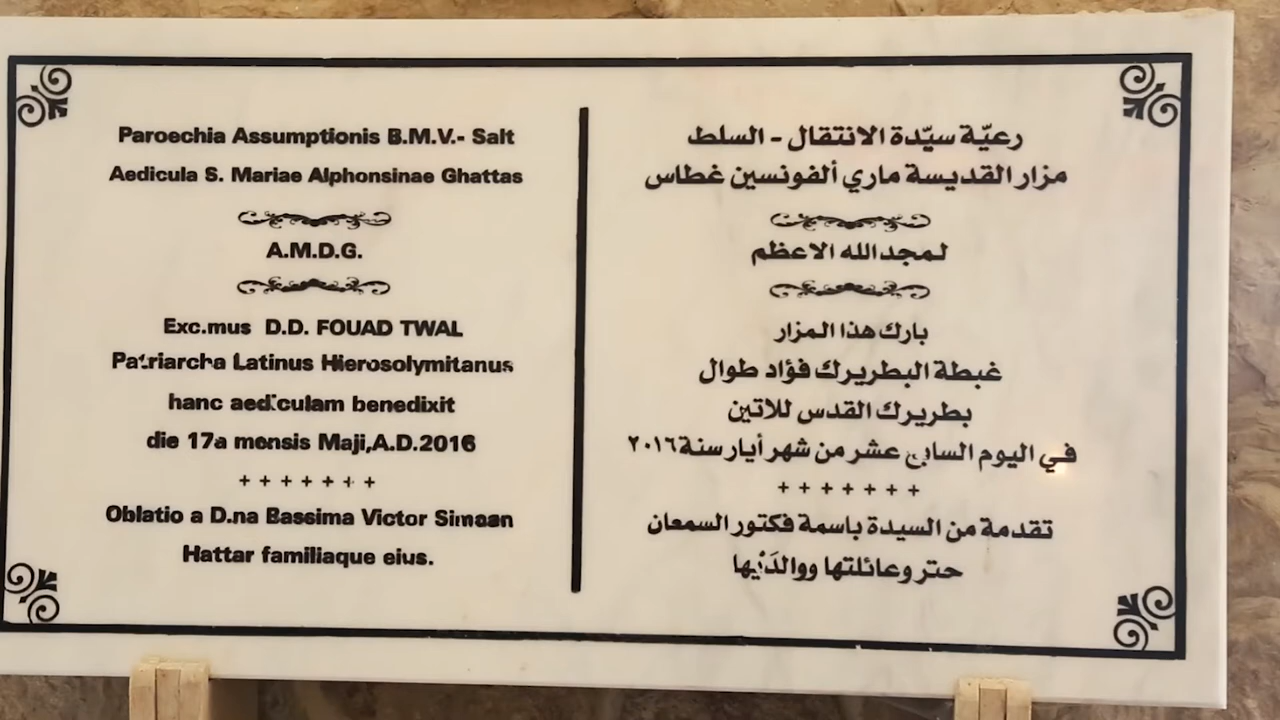 Paroechia Assumptionis B.M.V.- Salt
Aedicula S. Mariae Alphonsinae Ghattas
A.M.D.G.
Exc.mus D.D. FOUAD TWAL
Patriarcha Latinus Hierosolymitanus
hanc aediculam benedixit
die 17a mensis Maji,A.D.2016
+ + + + + + +
Oblatio a D.na Bassima Victor Simaan
Hattar familiaque eius.
رعيّة سيّدة الانتقال - السلط
مزار القديسة ماري ألفونسين غطاس
لمجد الله الاعظم
بارك هذا المزار
غبطة البطريرك فؤاد طوال
بطريرك القدس للاتين
في اليوم السابع عشر من شهر أيار سنة ٢٠١٦
+ + + + + + +
تقدمة من السيدة باسمة فكتور السمعان
حتر وعائلتها ووالدَيْها